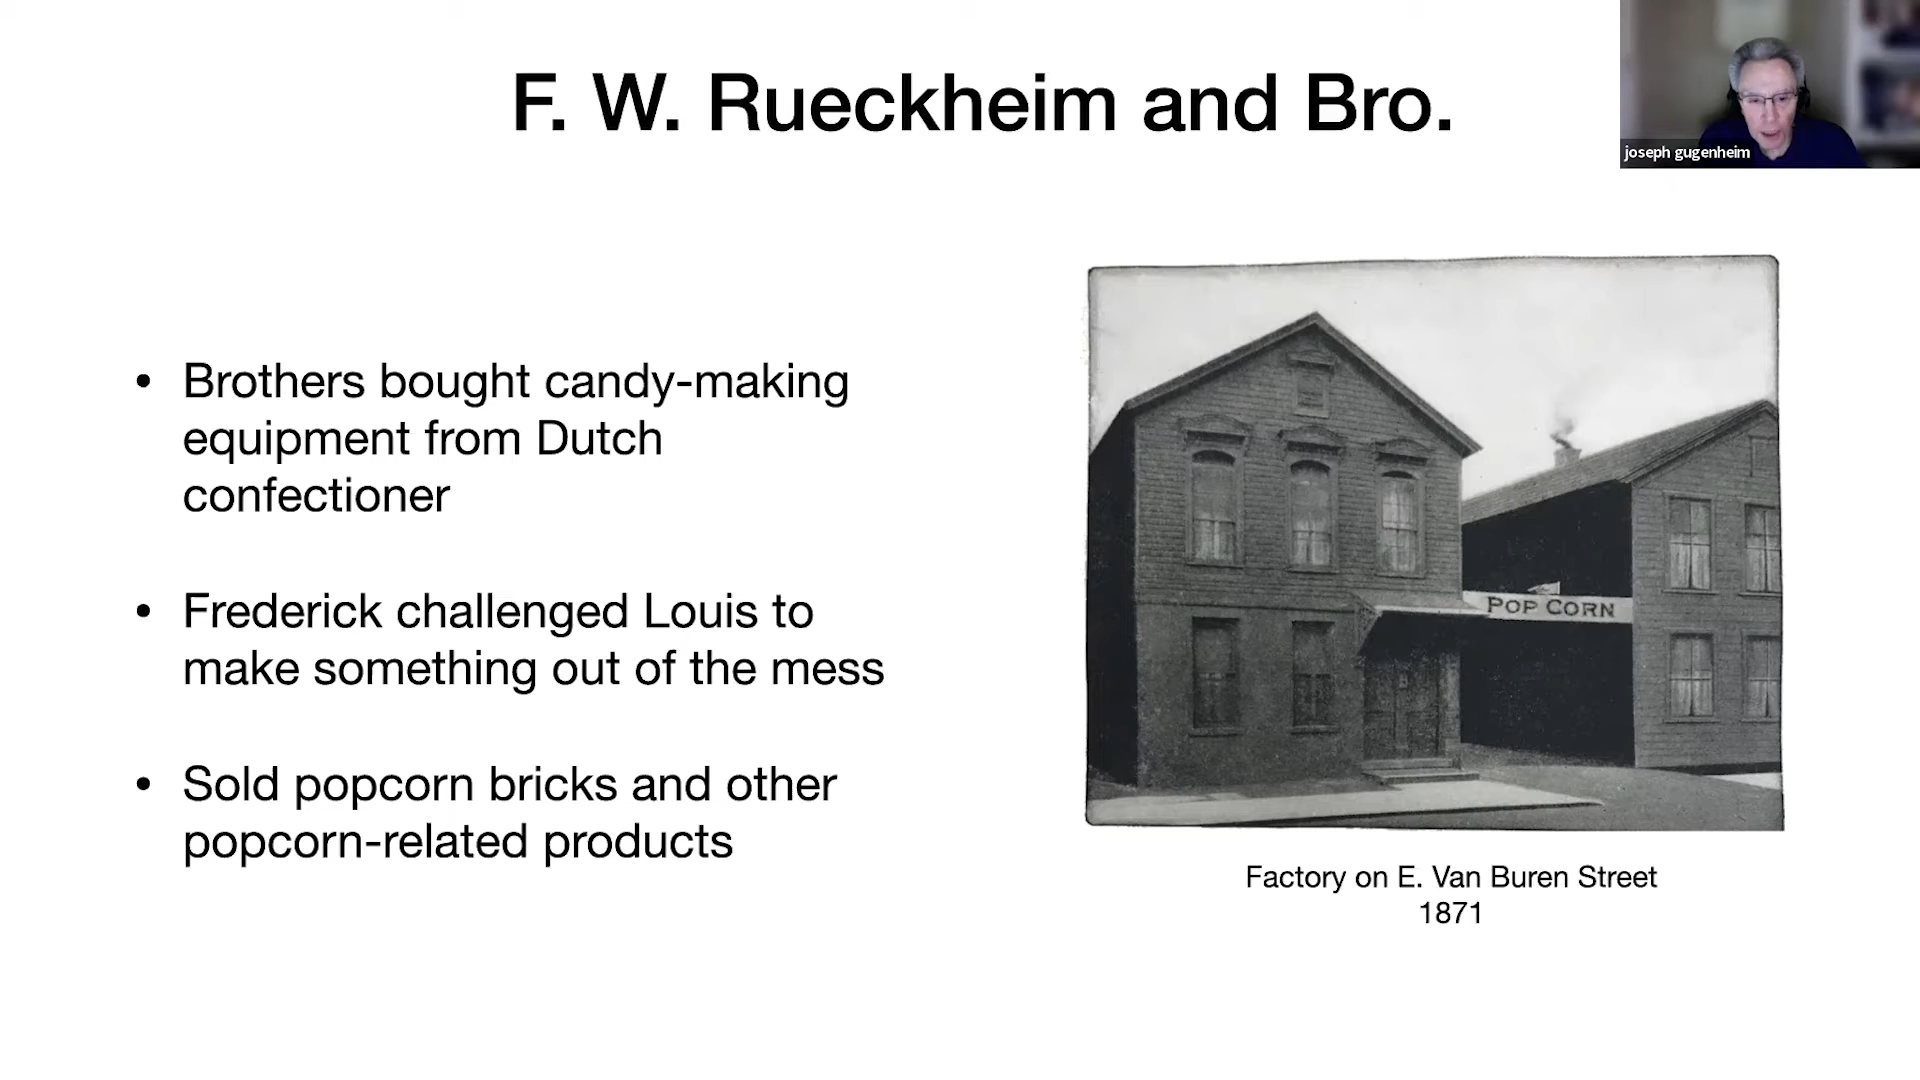 F. W. Rueckheim and Bro.
joseph gugenheim
• Brothers bought candy-making
equipment from Dutch
confectioner
• Frederick challenged Louis to
make something out of the mess
• Sold popcorn bricks and other
popcorn-related products
POP CORN
Factory on E. Van Buren Street
1871